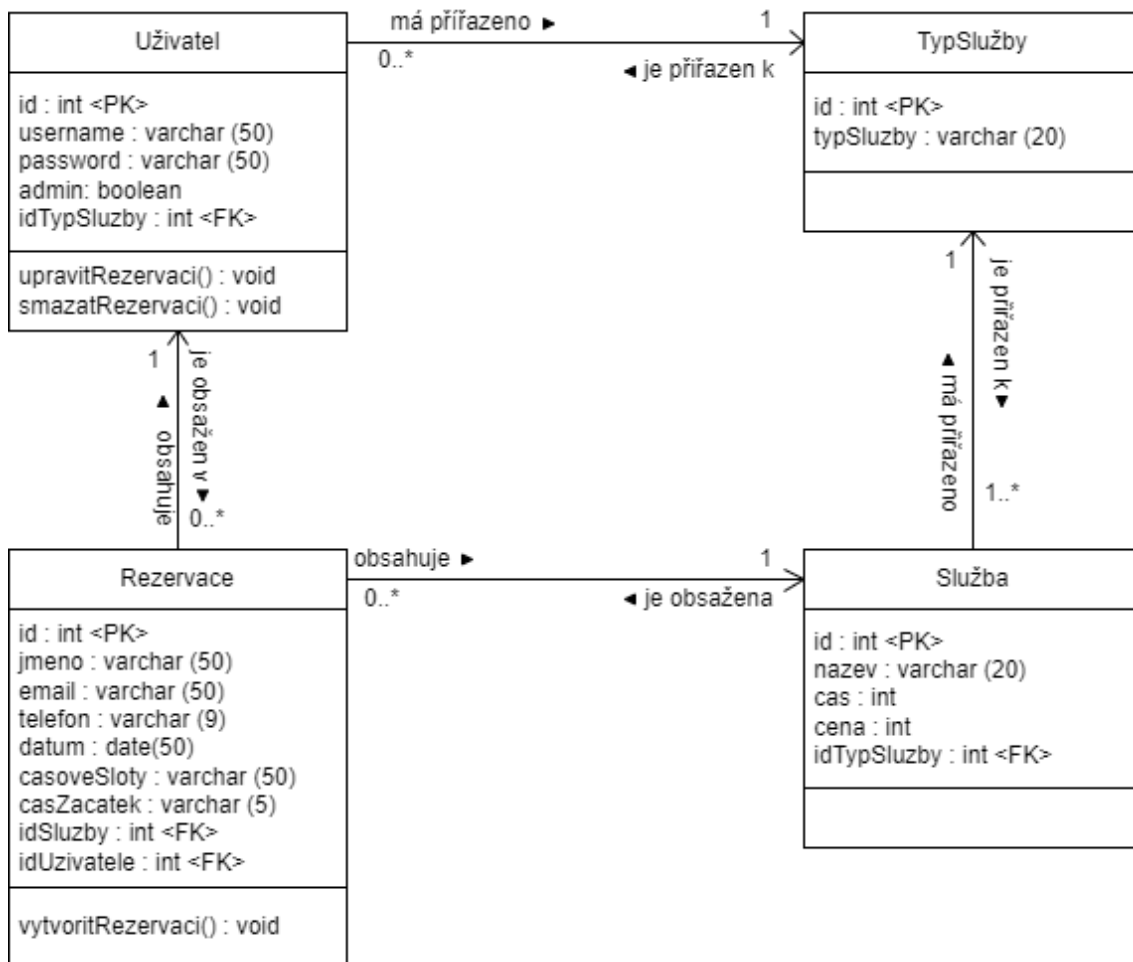 Uživatel
id : int <PK>
username : varchar (50)
password : varchar (50)
admin: boolean
idTypSluzby : int <FK>
upravitRezervaci() : void
smazatRezervaci() : void
má přířazeno ►
1
0..*
◄ je přiřazen k
TypSlužby
id : int <PK>
typSluzby : varchar (20)
1
▲ obsahuje
je obsažen v ▼
0..*
1
je přiřazen k ▼
▲ má přiřazeno
1..*
Rezervace
id : int <PK>
jmeno : varchar (50)
email : varchar (50)
telefon : varchar (9)
datum : date(50)
casoveSloty : varchar (50)
casZacatek : varchar (5)
idSluzby : int <FK>
idUzivatele : int <FK>
vytvoritRezervaci() : void
obsahuje ►
1
0..*
◄ je obsažena
Služba
id : int <PK>
nazev : varchar (20)
cas : int
cena : int
idTypSluzby : int <FK>